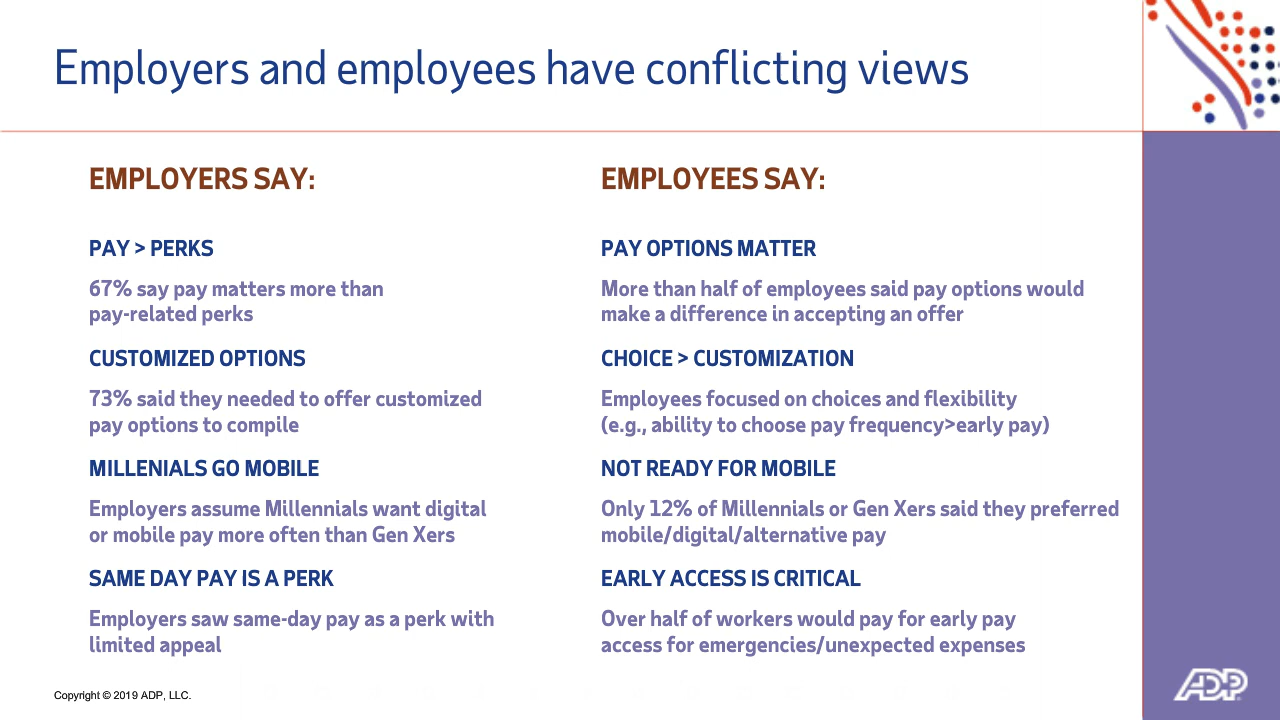 Employers and employees have conflicting views
EMPLOYERS SAY:
PAY > PERKS
67% say pay matters more than
pay-related perks
CUSTOMIZED OPTIONS
73% said they needed to offer customized
pay options to compile
MILLENIALS GO MOBILE
Employers assume Millennials want digital
or mobile pay more often than Gen Xers
SAME DAY PAY IS A PERK
Employers saw same-day pay as a perk with
limited appeal
EMPLOYEES SAY:
PAY OPTIONS MATTER
More than half of employees said pay options would
make a difference in accepting an offer
CHOICE > CUSTOMIZATION
Employees focused on choices and flexibility
(e.g., ability to choose pay frequency>early pay)
NOT READY FOR MOBILE
Only 12% of Millennials or Gen Xers said they preferred
mobile/digital/alternative pay
EARLY ACCESS IS CRITICAL
Over half of workers would pay for early pay
access for emergencies/unexpected expenses
Copyright © 2019 ADP, LLC.
ADP